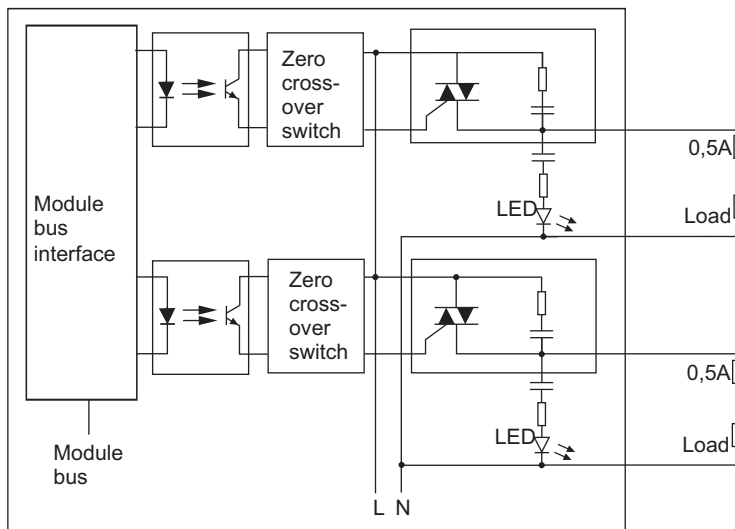 Zero
cross-
over
switch
0,5A
Module
bus
interface
LED
Load
Zero
cross-
over
switch
0,5A
LED
Load
Module
bus
L N